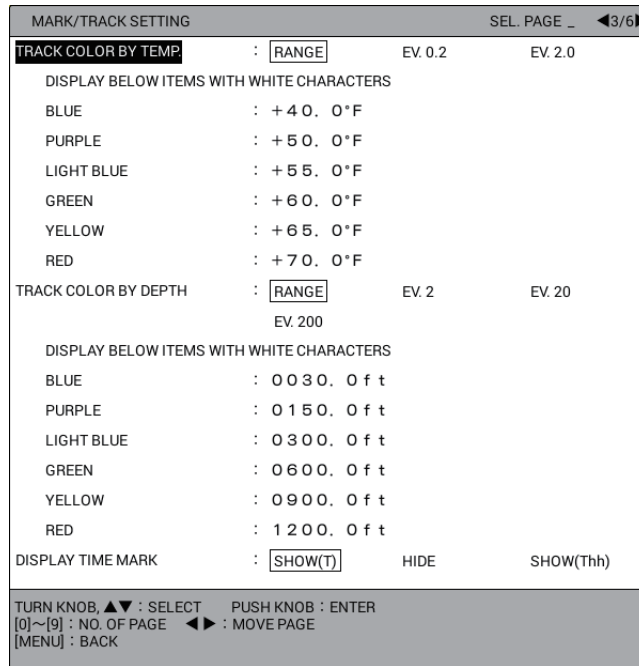 MARK/TRACK SETTING SEL. PAGE _ ◀3/6▶
TRACK COLOR BY TEMP. : RANGE EV. 0.2 EV. 2.0
DISPLAY BELOW ITEMS WITH WHITE CHARACTERS
BLUE : +40. 0°F
PURPLE : +50. 0°F
LIGHT BLUE : +55. 0°F
GREEN : +60. 0°F
YELLOW : +65. 0°F
RED : +70. 0°F
TRACK COLOR BY DEPTH : RANGE EV. 2 EV. 20
EV. 200
DISPLAY BELOW ITEMS WITH WHITE CHARACTERS
BLUE : 0030. 0ft
PURPLE : 0150. 0ft
LIGHT BLUE : 0300. 0ft
GREEN : 0600. 0ft
YELLOW : 0900. 0ft
RED : 1200. 0ft
DISPLAY TIME MARK : SHOW(T) HIDE SHOW(Thh)
TURN KNOB, ▲▼ : SELECT PUSH KNOB : ENTER
[0]~[9] : NO. OF PAGE ◀ ▶ : MOVE PAGE
[MENU] : BACK